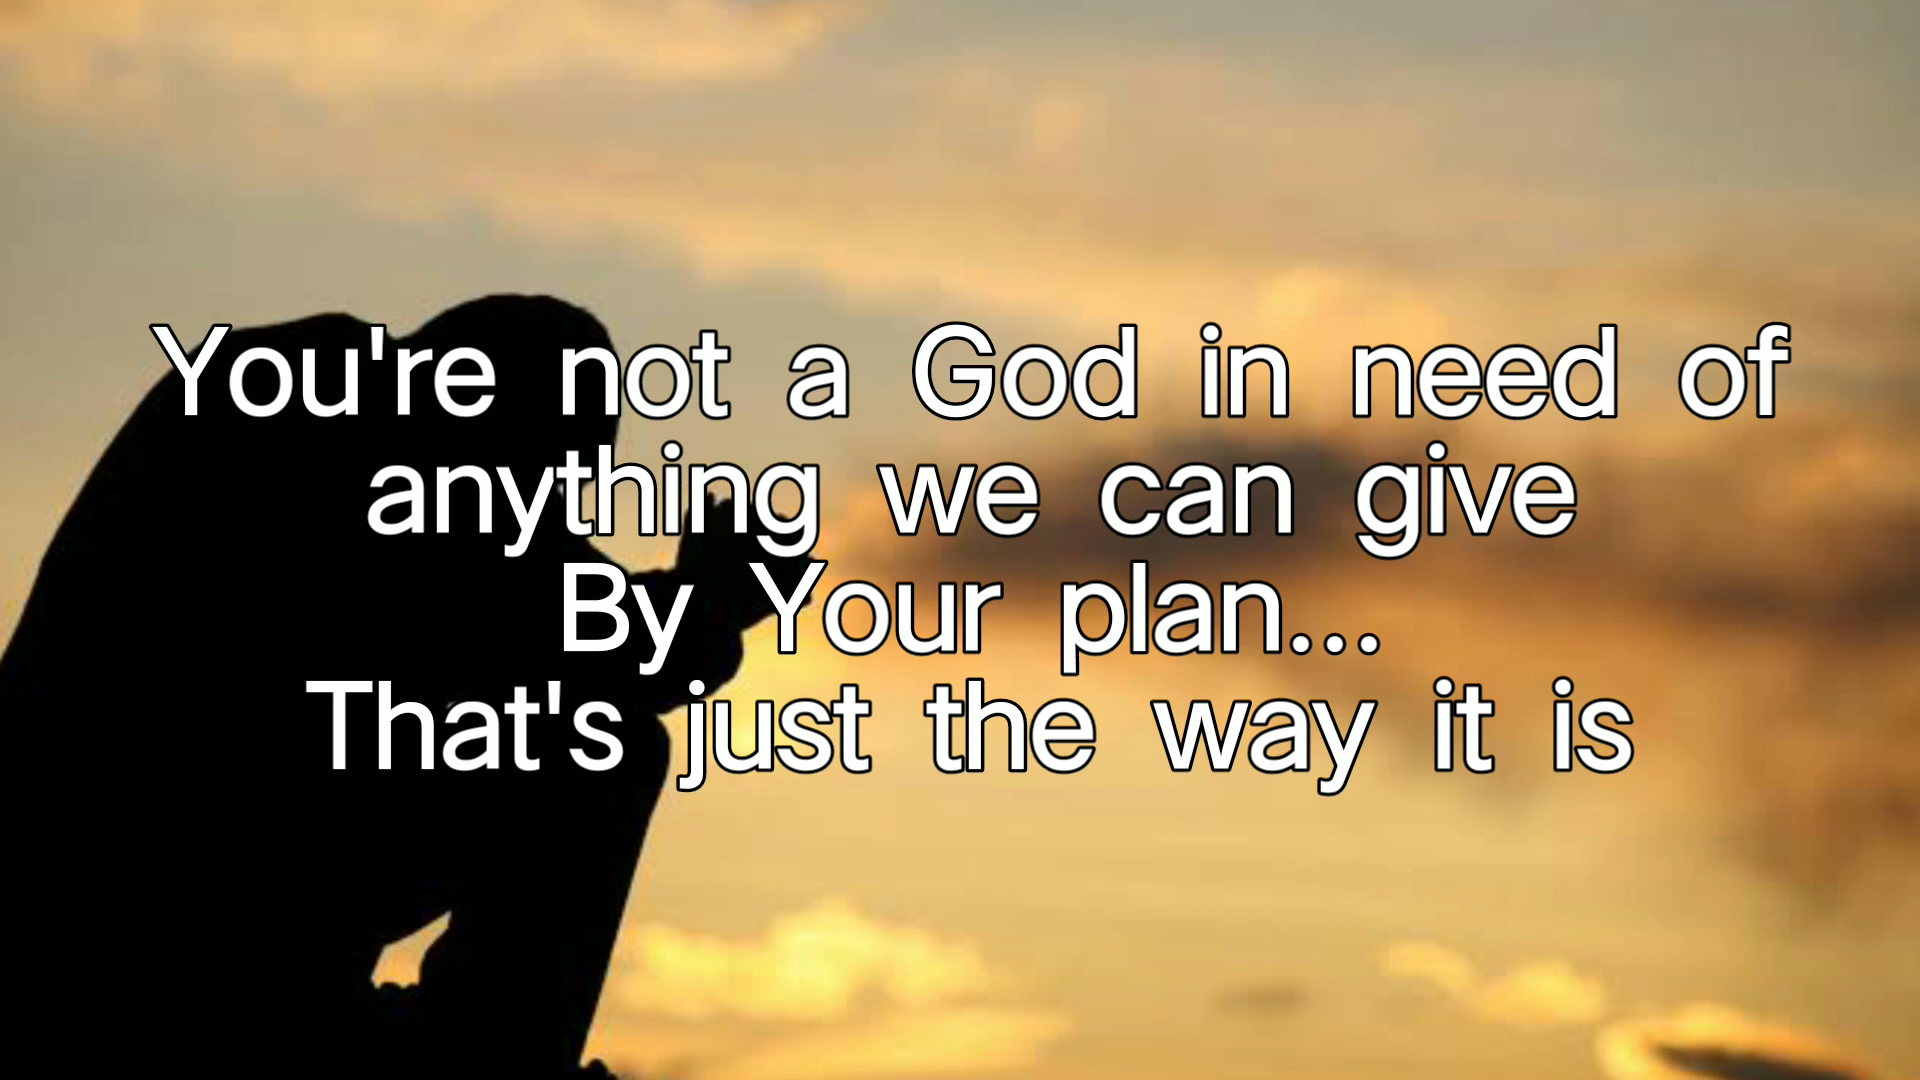 You're not a God in need of
anything we can give
By Your plan...
That's just the way it is